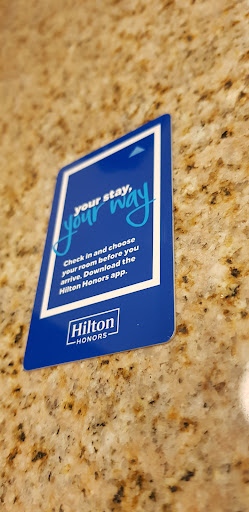 your stay,
your way
Check in and choose
your room before you
arrive. Download the
Hilton Honors app.
Hilton
HONORS